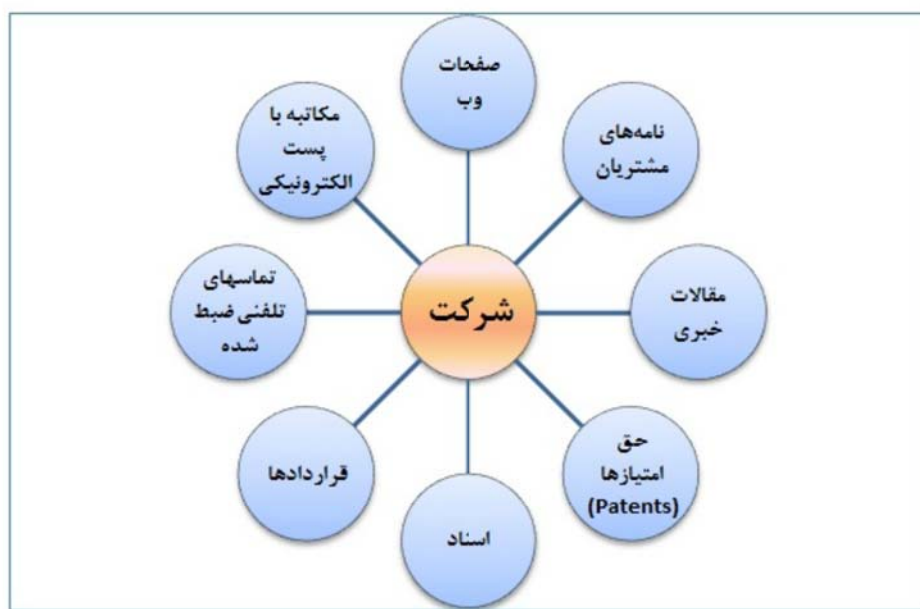 صفحات
وب
نامه‌های
مشتریان
مقالات
خبری
حق
امتیازها
(Patents)
اسناد
قراردادها
تماسهای
تلفنی ضبط
شده
مکاتبه با
پست
الکترونیکی
شرکت